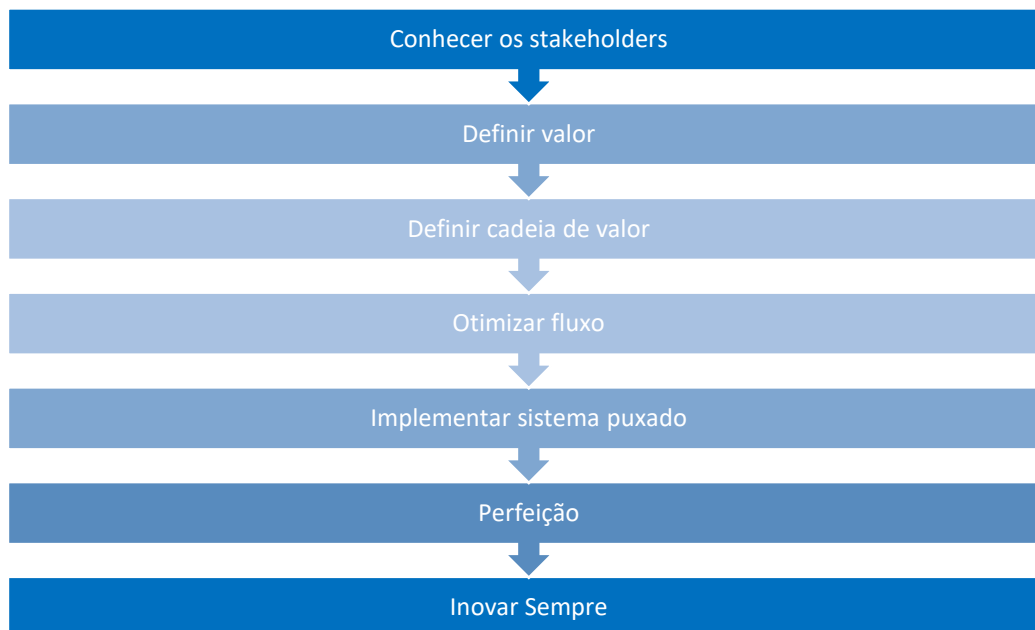 Conhecer os stakeholders
Definir valor
Definir cadeia de valor
Otimizar fluxo
Implementar sistema puxado
Perfeição
Inovar Sempre